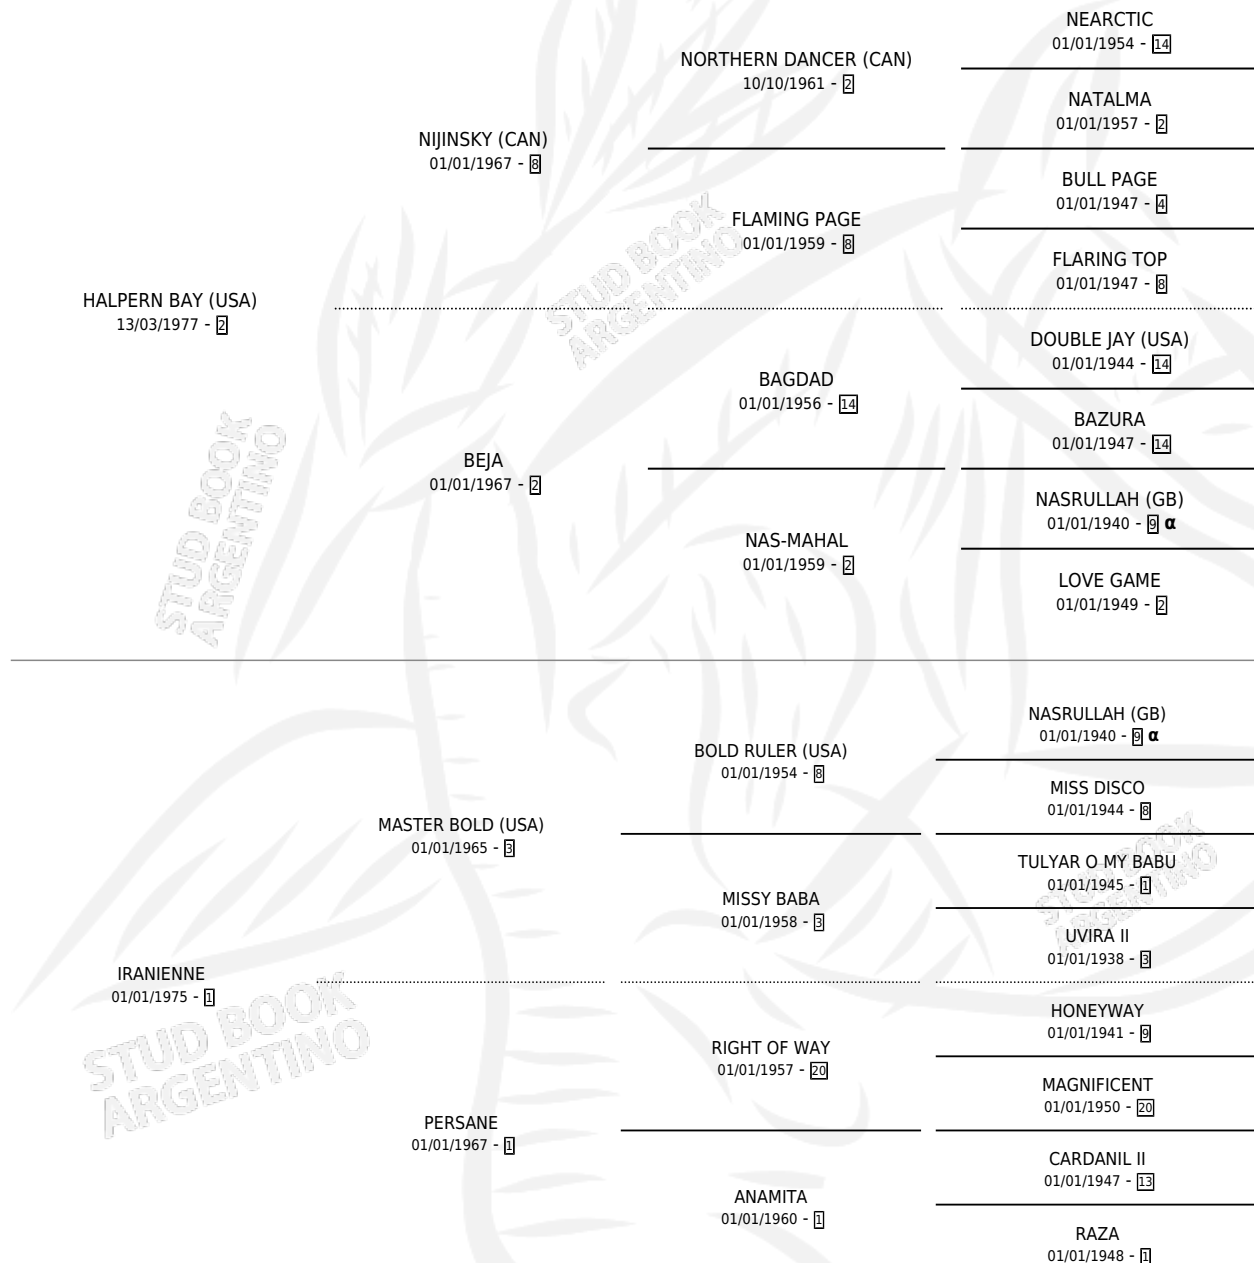 NEARCTIC
01/01/1954 - 14
NORTHERN DANCER (CAN)
10/10/1961 - 2
NATALMA
01/01/1957 - 2
NIJINSKY (CAN)
01/01/1967 - 8
BULL PAGE
01/01/1947 - 4
FLAMING PAGE
01/01/1959 - 8
FLARING TOP
01/01/1947 - 8
HALPERN BAY (USA)
13/03/1977 - 2
DOUBLE JAY (USA)
01/01/1944 - 14
BAGDAD
01/01/1956 - 14
BAZURA
01/01/1947 - 14
BEJA
01/01/1967 - 2
NASRULLAH (GB)
01/01/1940 - 9 α
NAS-MAHAL
01/01/1959 - 2
LOVE GAME
01/01/1949 - 2
NASRULLAH (GB)
01/01/1940 - 9 α
BOLD RULER (USA)
01/01/1954 - 8
MISS DISCO
01/01/1944 - 8
MASTER BOLD (USA)
01/01/1965 - 3
TULYAR O MY BABU
01/01/1945 - 1
MISSY BABA
01/01/1958 - 3
UVIRA II
01/01/1938 - 3
IRANIENNE
01/01/1975 - 1
HONEYWAY
01/01/1941 - 9
RIGHT OF WAY
01/01/1957 - 20
MAGNIFICENT
01/01/1950 - 20
PERSANE
01/01/1967 - 1
CARDANIL II
01/01/1947 - 13
ANAMITA
01/01/1960 - 1
RAZA
01/01/1948 - 1
STUD BOOK
ARGENTINO
STUD BOOK
ARGENTINO
STUD BOOK
ARGENTINO
STUD BOOK
ARGENTINO